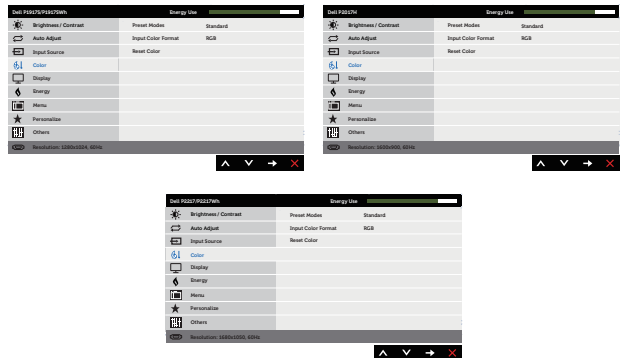 Dell P1917S/P1917SWh Energy Use
Brightness / Contrast Preset Modes Standard
Auto Adjust Input Color Format RGB
Input Source Reset Color
Color
Display
Energy
Menu
Personalize
Others
Resolution: 1280x1024, 60Hz
Dell P2017H Energy Use
Brightness / Contrast Preset Modes Standard
Auto Adjust Input Color Format RGB
Input Source Reset Color
Color
Display
Energy
Menu
Personalize
Others
Resolution: 1600x900, 60Hz
Dell P2217/P2217Wh Energy Use
Brightness / Contrast Preset Modes Standard
Auto Adjust Input Color Format RGB
Input Source Reset Color
Color
Display
Energy
Menu
Personalize
Others
Resolution: 1680x1050, 60Hz